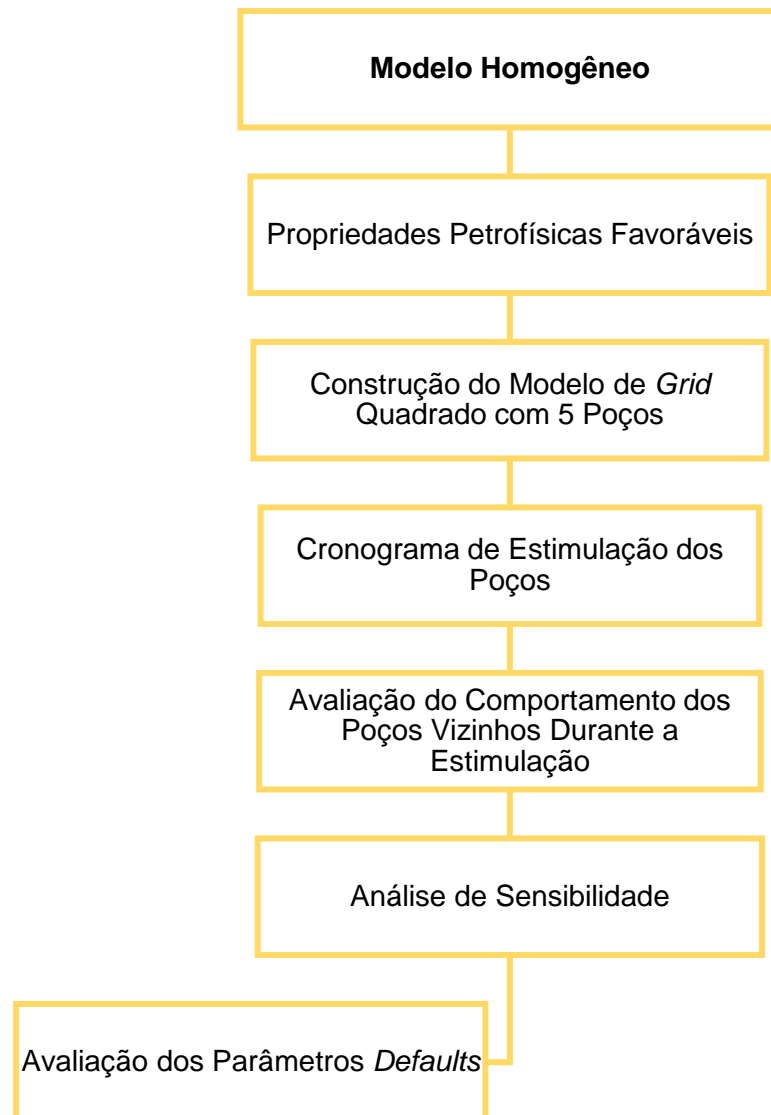 Modelo Homogêneo
Propriedades Petrofísicas Favoráveis
Construção do Modelo de Grid
Quadrado com 5 Poços
Cronograma de Estimulação dos
Poços
Avaliação do Comportamento dos
Poços Vizinhos Durante a
Estimulação
Análise de Sensibilidade
Avaliação dos Parâmetros Defaults